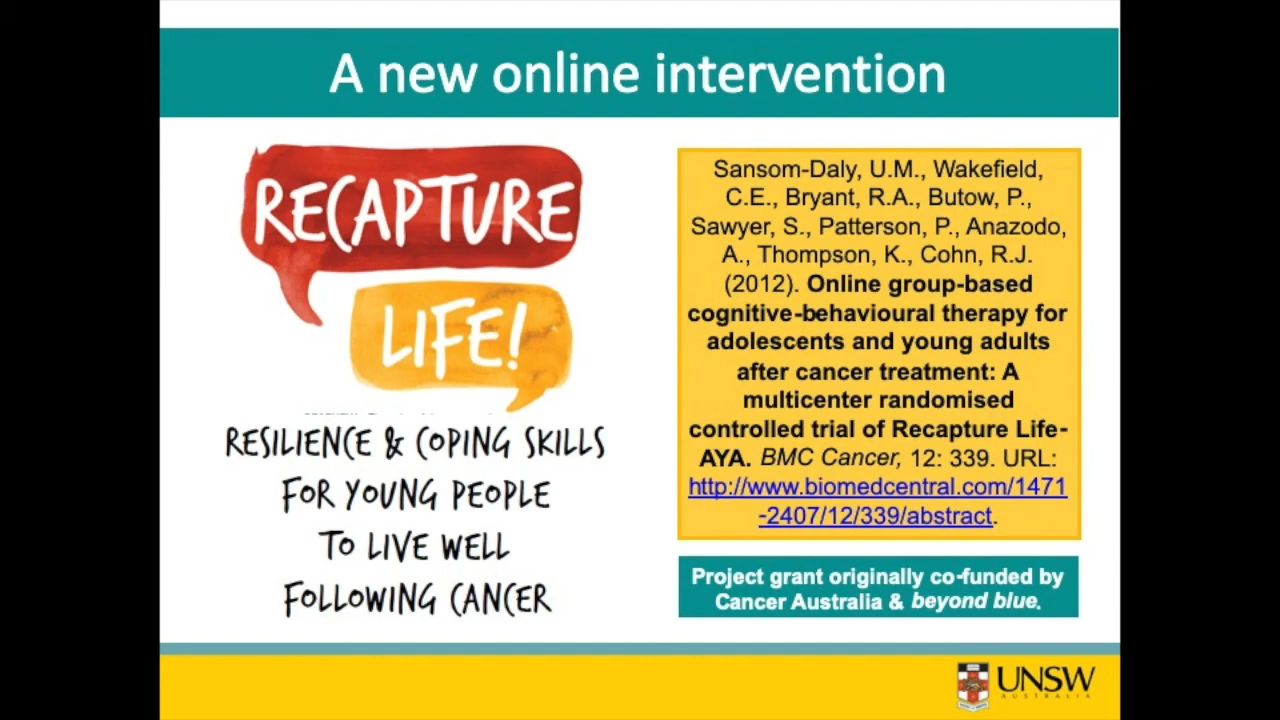 A new online intervention
RECAPTURE
LIFE!
RESILIENCE & COPING SKILLS
FOR YOUNG PEOPLE
TO LIVE WELL
FOLLOWING CANCER
Sansom-Daly, U.M., Wakefield,
C.E., Bryant, R.A., Butow, P.,
Sawyer, S., Patterson, P., Anazodo,
A., Thompson, K., Cohn, R.J.
(2012). Online group-based
cognitive-behavioural therapy for
adolescents and young adults
after cancer treatment: A
multicenter randomised
controlled trial of Recapture Life-
AYA. BMC Cancer, 12: 339. URL:
http://www.biomedcentral.com/1471
-2407/12/339/abstract.
Project grant originally co-funded by
Cancer Australia & beyond blue.
UNSW
AUSTRALIA